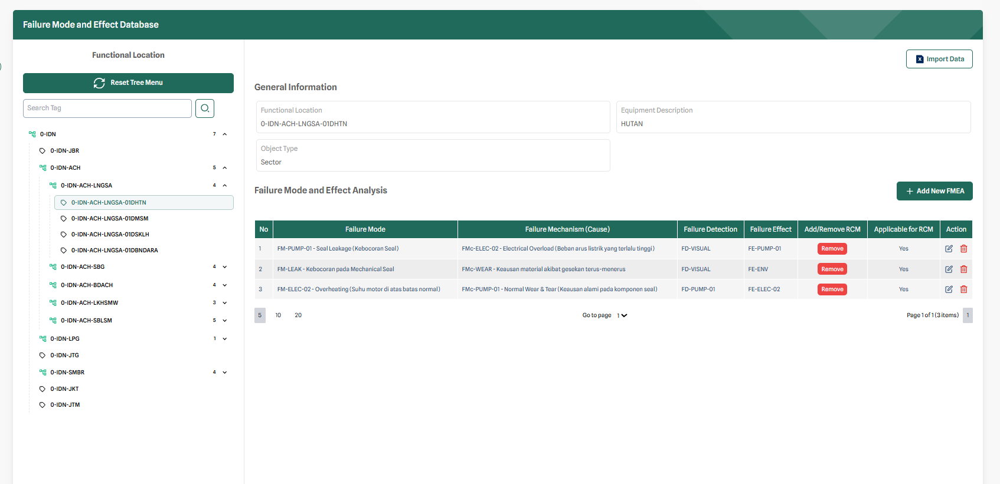 Failure Mode and Effect Database
Functional Location
Reset Tree Menu
Search Tag
0-IDN 7
0-IDN-JBR
0-IDN-ACH 5
0-IDN-ACH-LNGSA 4
0-IDN-ACH-LNGSA-01DHTN
0-IDN-ACH-LNGSA-01DMSM
0-IDN-ACH-LNGSA-01DSKLH
0-IDN-ACH-LNGSA-01DBNDARA
0-IDN-ACH-SBG 4
0-IDN-ACH-BDACH 4
0-IDN-ACH-LKHSMW 3
0-IDN-ACH-SBLSM 5
0-IDN-LPG 1
0-IDN-JTG
0-IDN-SMBR 4
0-IDN-JKT
0-IDN-JTM
Import Data
General Information
Functional Location
0-IDN-ACH-LNGSA-01DHTN
Equipment Description
HUTAN
Object Type
Sector
Failure Mode and Effect Analysis
Add New FMEA
No Failure Mode Failure Mechanism (Cause) Failure Detection Failure Effect Add/Remove RCM Applicable for RCM Action
1 FM-PUMP-01 - Seal Leakage (Kebocoran Seal) FMc-ELEC-02 - Electrical Overload (Beban arus listrik yang terlalu tinggi) FD-VISUAL FE-PUMP-01 Remove Yes
2 FM-LEAK - Kebocoran pada Mechanical Seal FMc-WEAR - Keausan material akibat gesekan terus-menerus FD-VISUAL FE-ENV Remove Yes
3 FM-ELEC-02 - Overheating (Suhu motor di atas batas normal) FMc-PUMP-01 - Normal Wear & Tear (Keausan alami pada komponen seal) FD-PUMP-01 FE-ELEC-02 Remove Yes
5 10 20 Go to page 1 Page 1 of 1 (3 items) 1